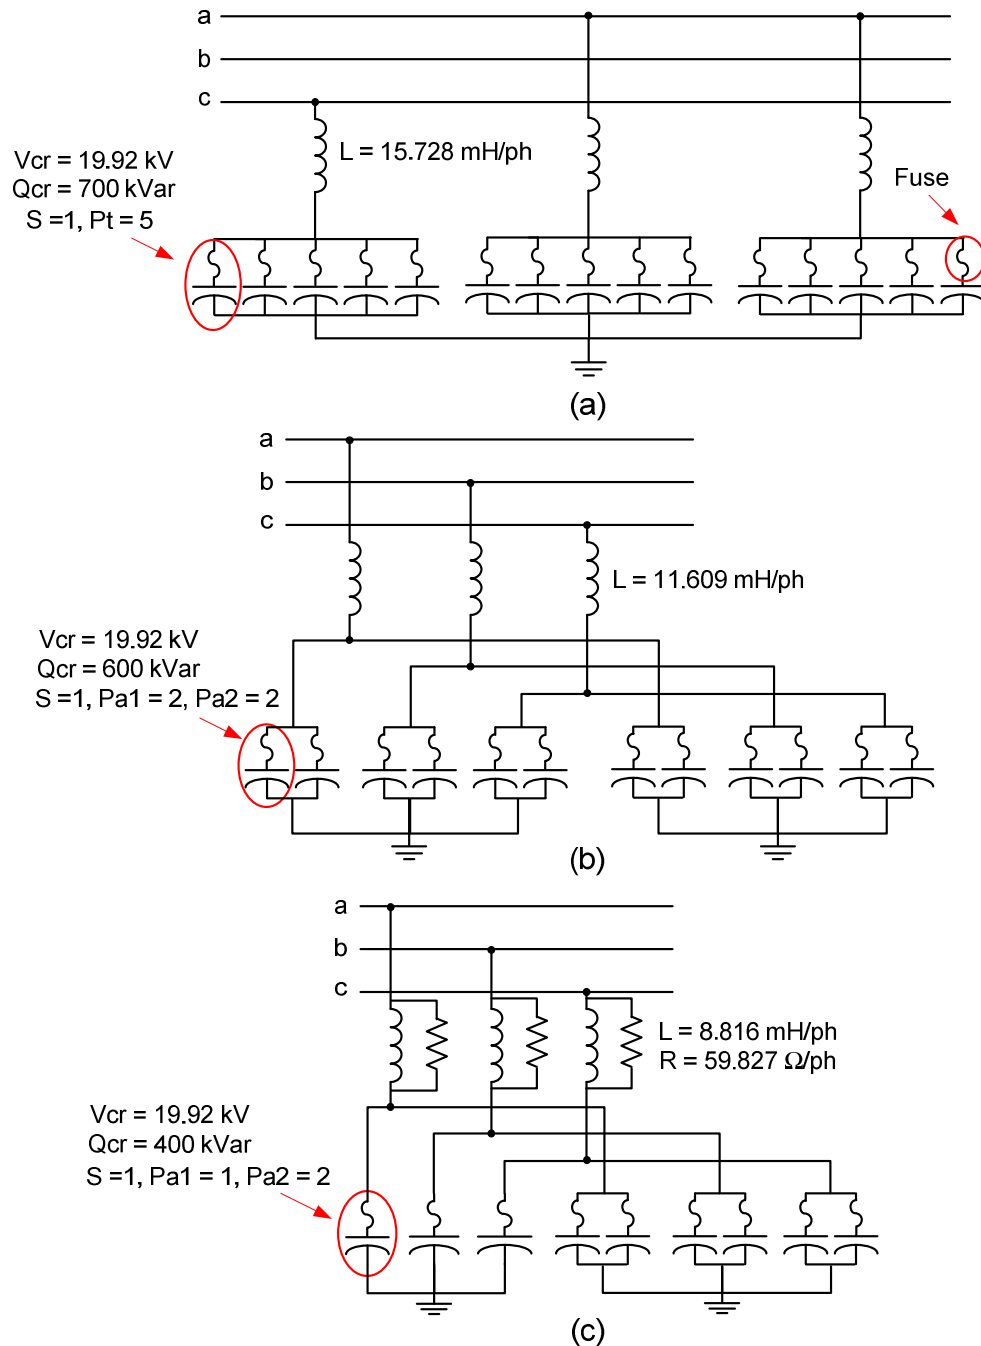 a
b
c
L = 15.728 mH/ph
Vcr = 19.92 kV
Qcr = 700 kVar
S =1, Pt = 5
Fuse
(a)
a
b
c
L = 11.609 mH/ph
Vcr = 19.92 kV
Qcr = 600 kVar
S =1, Pa1 = 2, Pa2 = 2
(b)
a
b
c
L = 8.816 mH/ph
R = 59.827 Ω/ph
Vcr = 19.92 kV
Qcr = 400 kVar
S =1, Pa1 = 1, Pa2 = 2
(c)